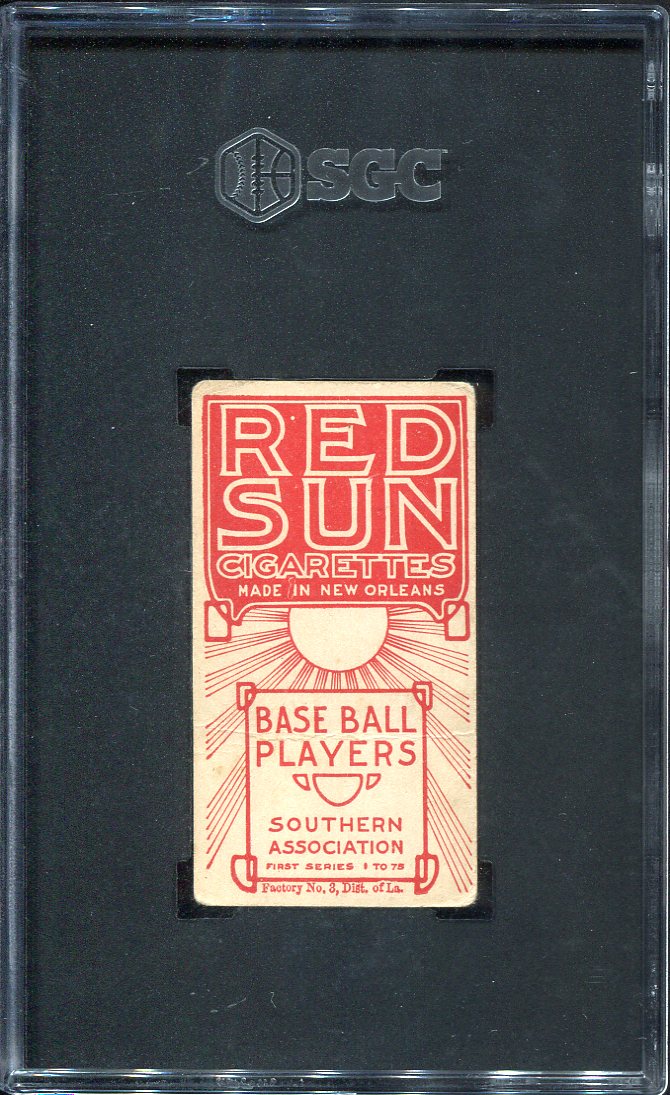 SGC
RED
SUN
CIGARETTES
MADE IN NEW ORLEANS
BASE BALL
PLAYERS
SOUTHERN
ASSOCIATION
FIRST SERIES 1 TO 75
Factory No. 3, Dist. of La.